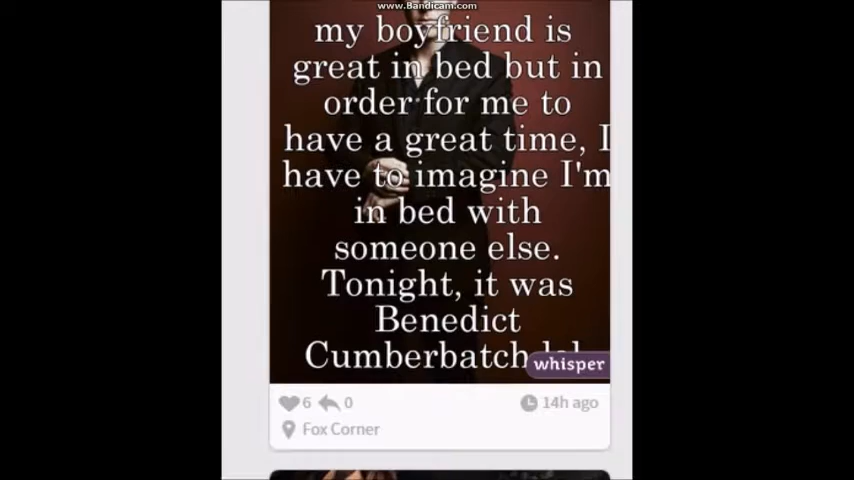 www.Bandicam.com
my boyfriend is
great in bed but in
order for me to
have a great time, I
have to imagine I'm
in bed with
someone else.
Tonight, it was
Benedict
Cumberbatch lol
whisper
6 0 14h ago
Fox Corner